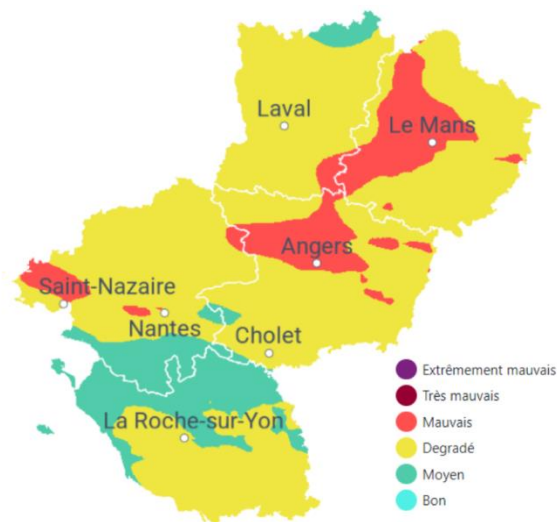 Laval
Le Mans
Angers
Saint-Nazaire
Nantes
Cholet
La Roche-sur-Yon
Extrêmement mauvais
Très mauvais
Mauvais
Degradé
Moyen
Bon